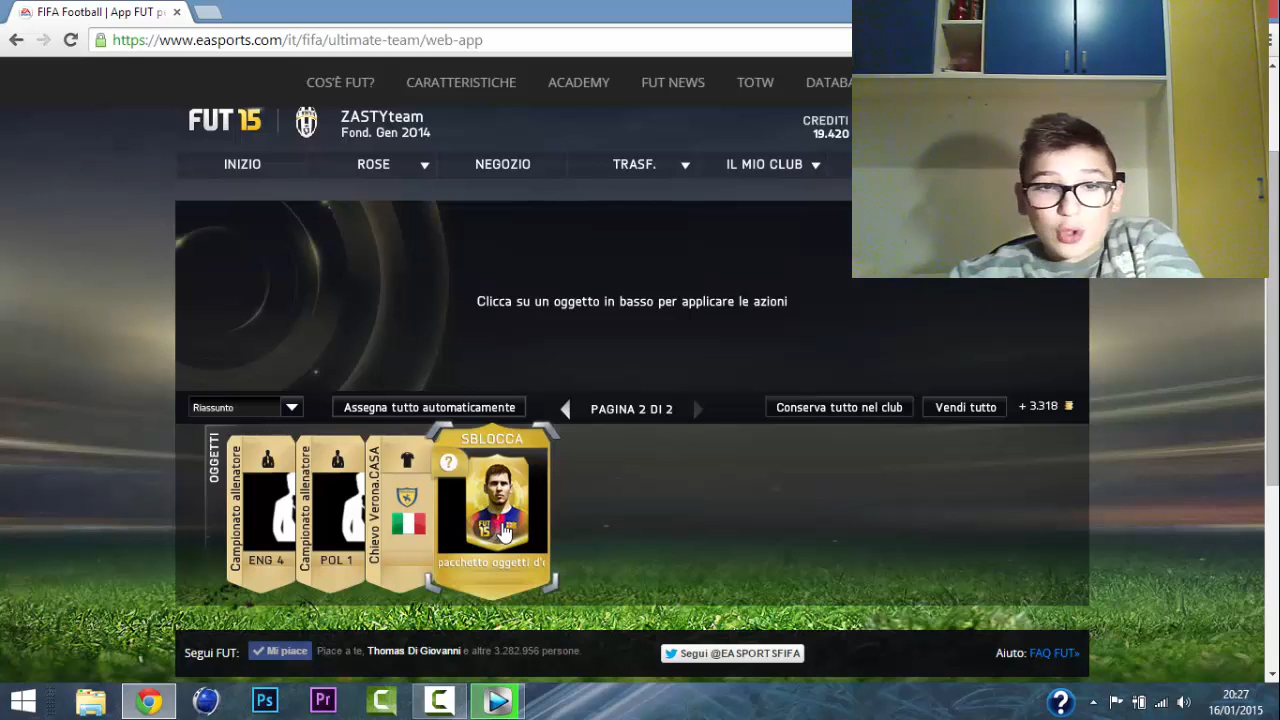 FIFA Football | App FUT p
https://www.easports.com/it/fifa/ultimate-team/web-app
COS'È FUT?
CARATTERISTICHE
ACADEMY
FUT NEWS
TOTW
DATABA
FUT 15
ZASTYteam
Fond. Gen 2014
CREDITI
19.420
INIZIO
ROSE
NEGOZIO
TRASF.
IL MIO CLUB
Clicca su un oggetto in basso per applicare le azioni
Riassunto
Assegna tutto automaticamente
PAGINA 2 DI 2
Conserva tutto nel club
Vendi tutto
+ 3.318
OGGETTI
Campionato allenatore
ENG 4
Campionato allenatore
POL 1
Chievo Verona.CASA
SBLOCCA
?
FUT 15
pacchetto oggetti d'o
Segui FUT:
Mi piace
Piace a te, Thomas Di Giovanni e altre 3.282.956 persone.
Segui @EASPORTSFIFA
Aiuto: FAQ FUT»
Ps
Pr
20:27
16/01/2015